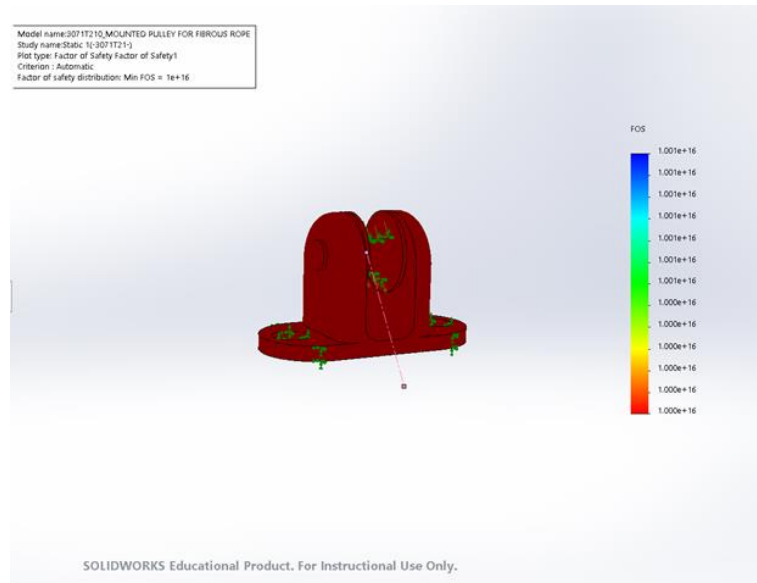 Model name:3071T210_MOUNTED PULLEY FOR FIBROUS ROPE
Study name:Static 1(-3071T21-)
Plot type: Factor of Safety Factor of Safety1
Criterion : Automatic
Factor of safety distribution: Min FOS = 1e+16
FOS
1.001e+16
1.001e+16
1.001e+16
1.001e+16
1.001e+16
1.001e+16
1.001e+16
1.000e+16
1.000e+16
1.000e+16
1.000e+16
1.000e+16
1.000e+16
SOLIDWORKS Educational Product. For Instructional Use Only.